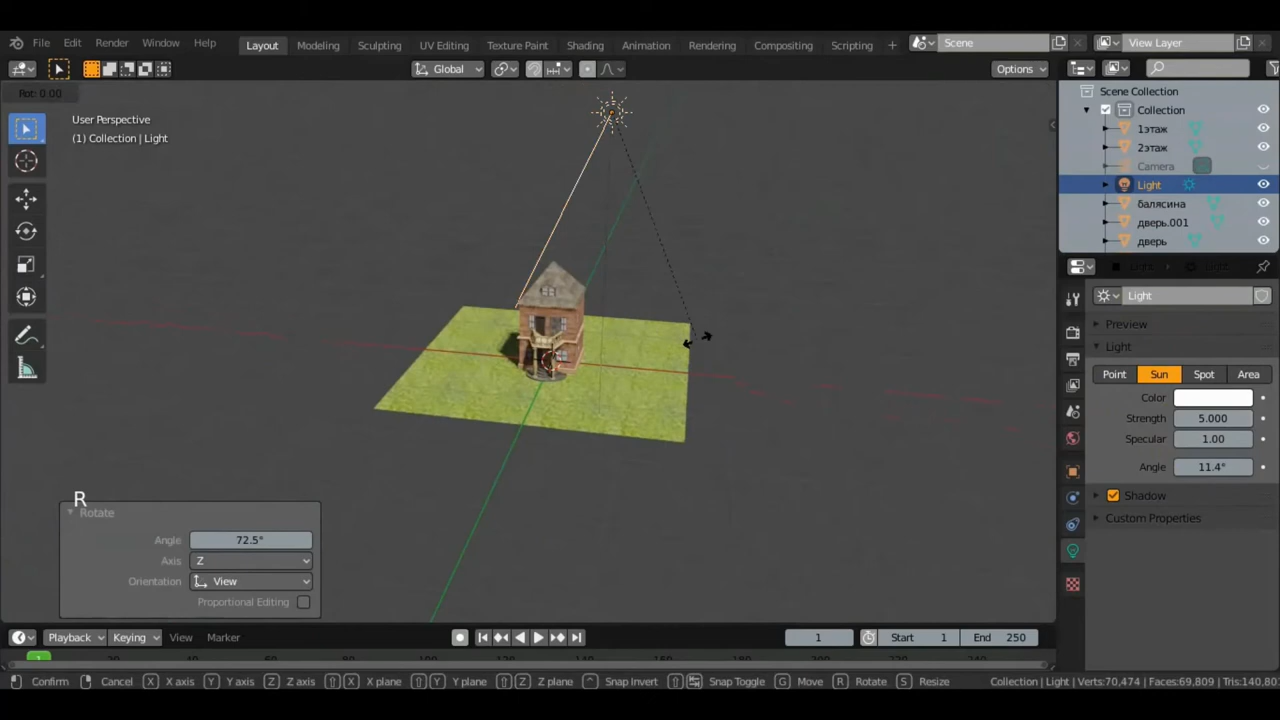 File Edit Render Window Help Layout Modeling Sculpting UV Editing Texture Paint Shading Animation Rendering Compositing Scripting + Scene View Layer
Global Options
Rot: 0.00
User Perspective
(1) Collection | Light
Scene Collection
Collection
1этаж
2этаж
Camera
Light
балясина
дверь.001
дверь
Light
Preview
Light
Point Sun Spot Area
Color
Strength 5.000
Specular 1.00
Angle 11.4°
Shadow
Custom Properties
R
Rotate
Angle 72.5°
Axis Z
Orientation View
Proportional Editing
Playback Keying View Marker 1 Start 1 End 250
1
Confirm Cancel X X axis Y Y axis Z Z axis X X plane Y Y plane Z Z plane ^ Snap Invert Snap Toggle G Move R Rotate S Resize Collection | Light | Verts:70,474 | Faces:69,809 | Tris:140,80